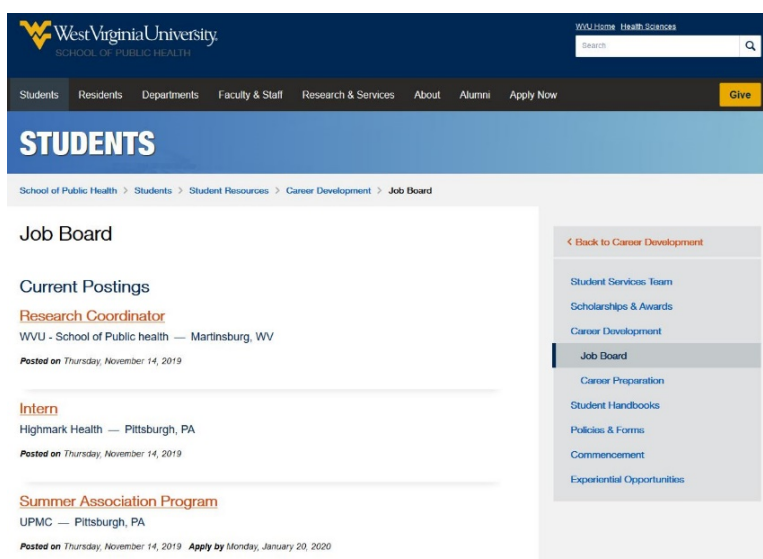 West Virginia University.
SCHOOL OF PUBLIC HEALTH
WVU Home Health Sciences
Search
Students Residents Departments Faculty & Staff Research & Services About Alumni Apply Now Give
STUDENTS
School of Public Health > Students > Student Resources > Career Development > Job Board
Job Board
Current Postings
Research Coordinator
WVU - School of Public health — Martinsburg, WV
Posted on Thursday, November 14, 2019
Intern
Highmark Health — Pittsburgh, PA
Posted on Thursday, November 14, 2019
Summer Association Program
UPMC — Pittsburgh, PA
Posted on Thursday, November 14, 2019 Apply by Monday, January 20, 2020
< Back to Career Development
Student Services Team
Scholarships & Awards
Career Development
Job Board
Career Preparation
Student Handbooks
Policies & Forms
Commencement
Experiential Opportunities